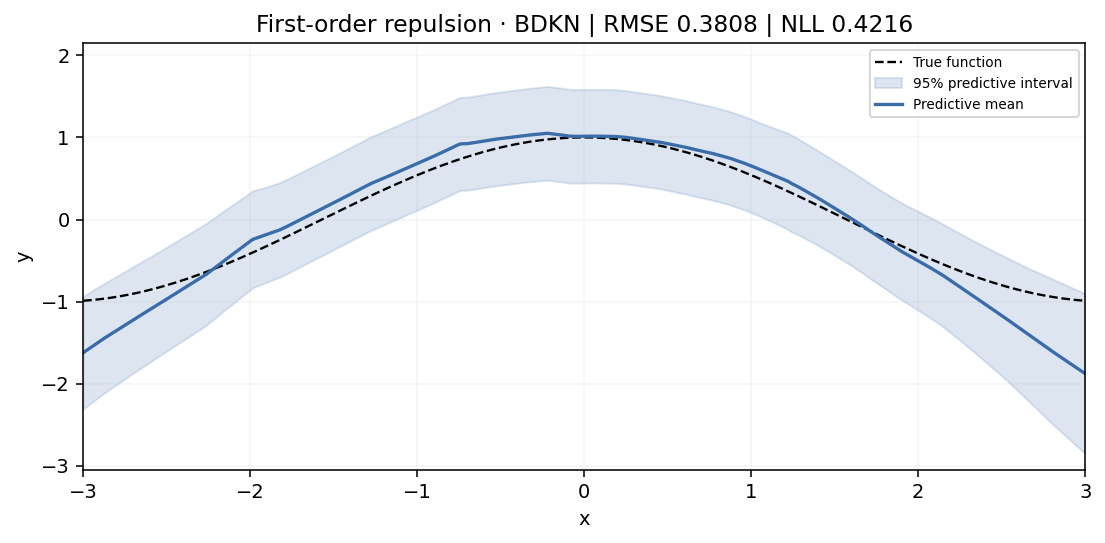 First-order repulsion · BDKN | RMSE 0.3808 | NLL 0.4216
True function
95% predictive interval
Predictive mean
2
1
0
−1
−2
−3
y
−3
−2
−1
0
1
2
3
x